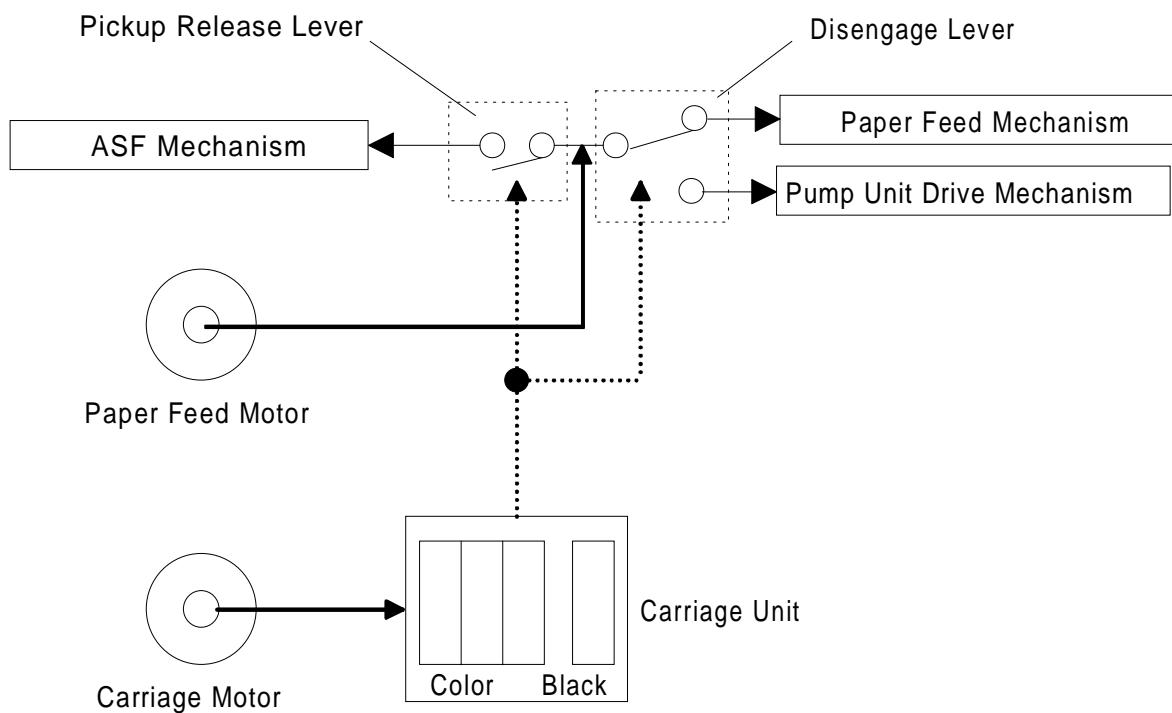 Pickup Release Lever
Disengage Lever
ASF Mechanism
Paper Feed Mechanism
Pump Unit Drive Mechanism
Paper Feed Motor
Carriage Unit
Color Black
Carriage Motor